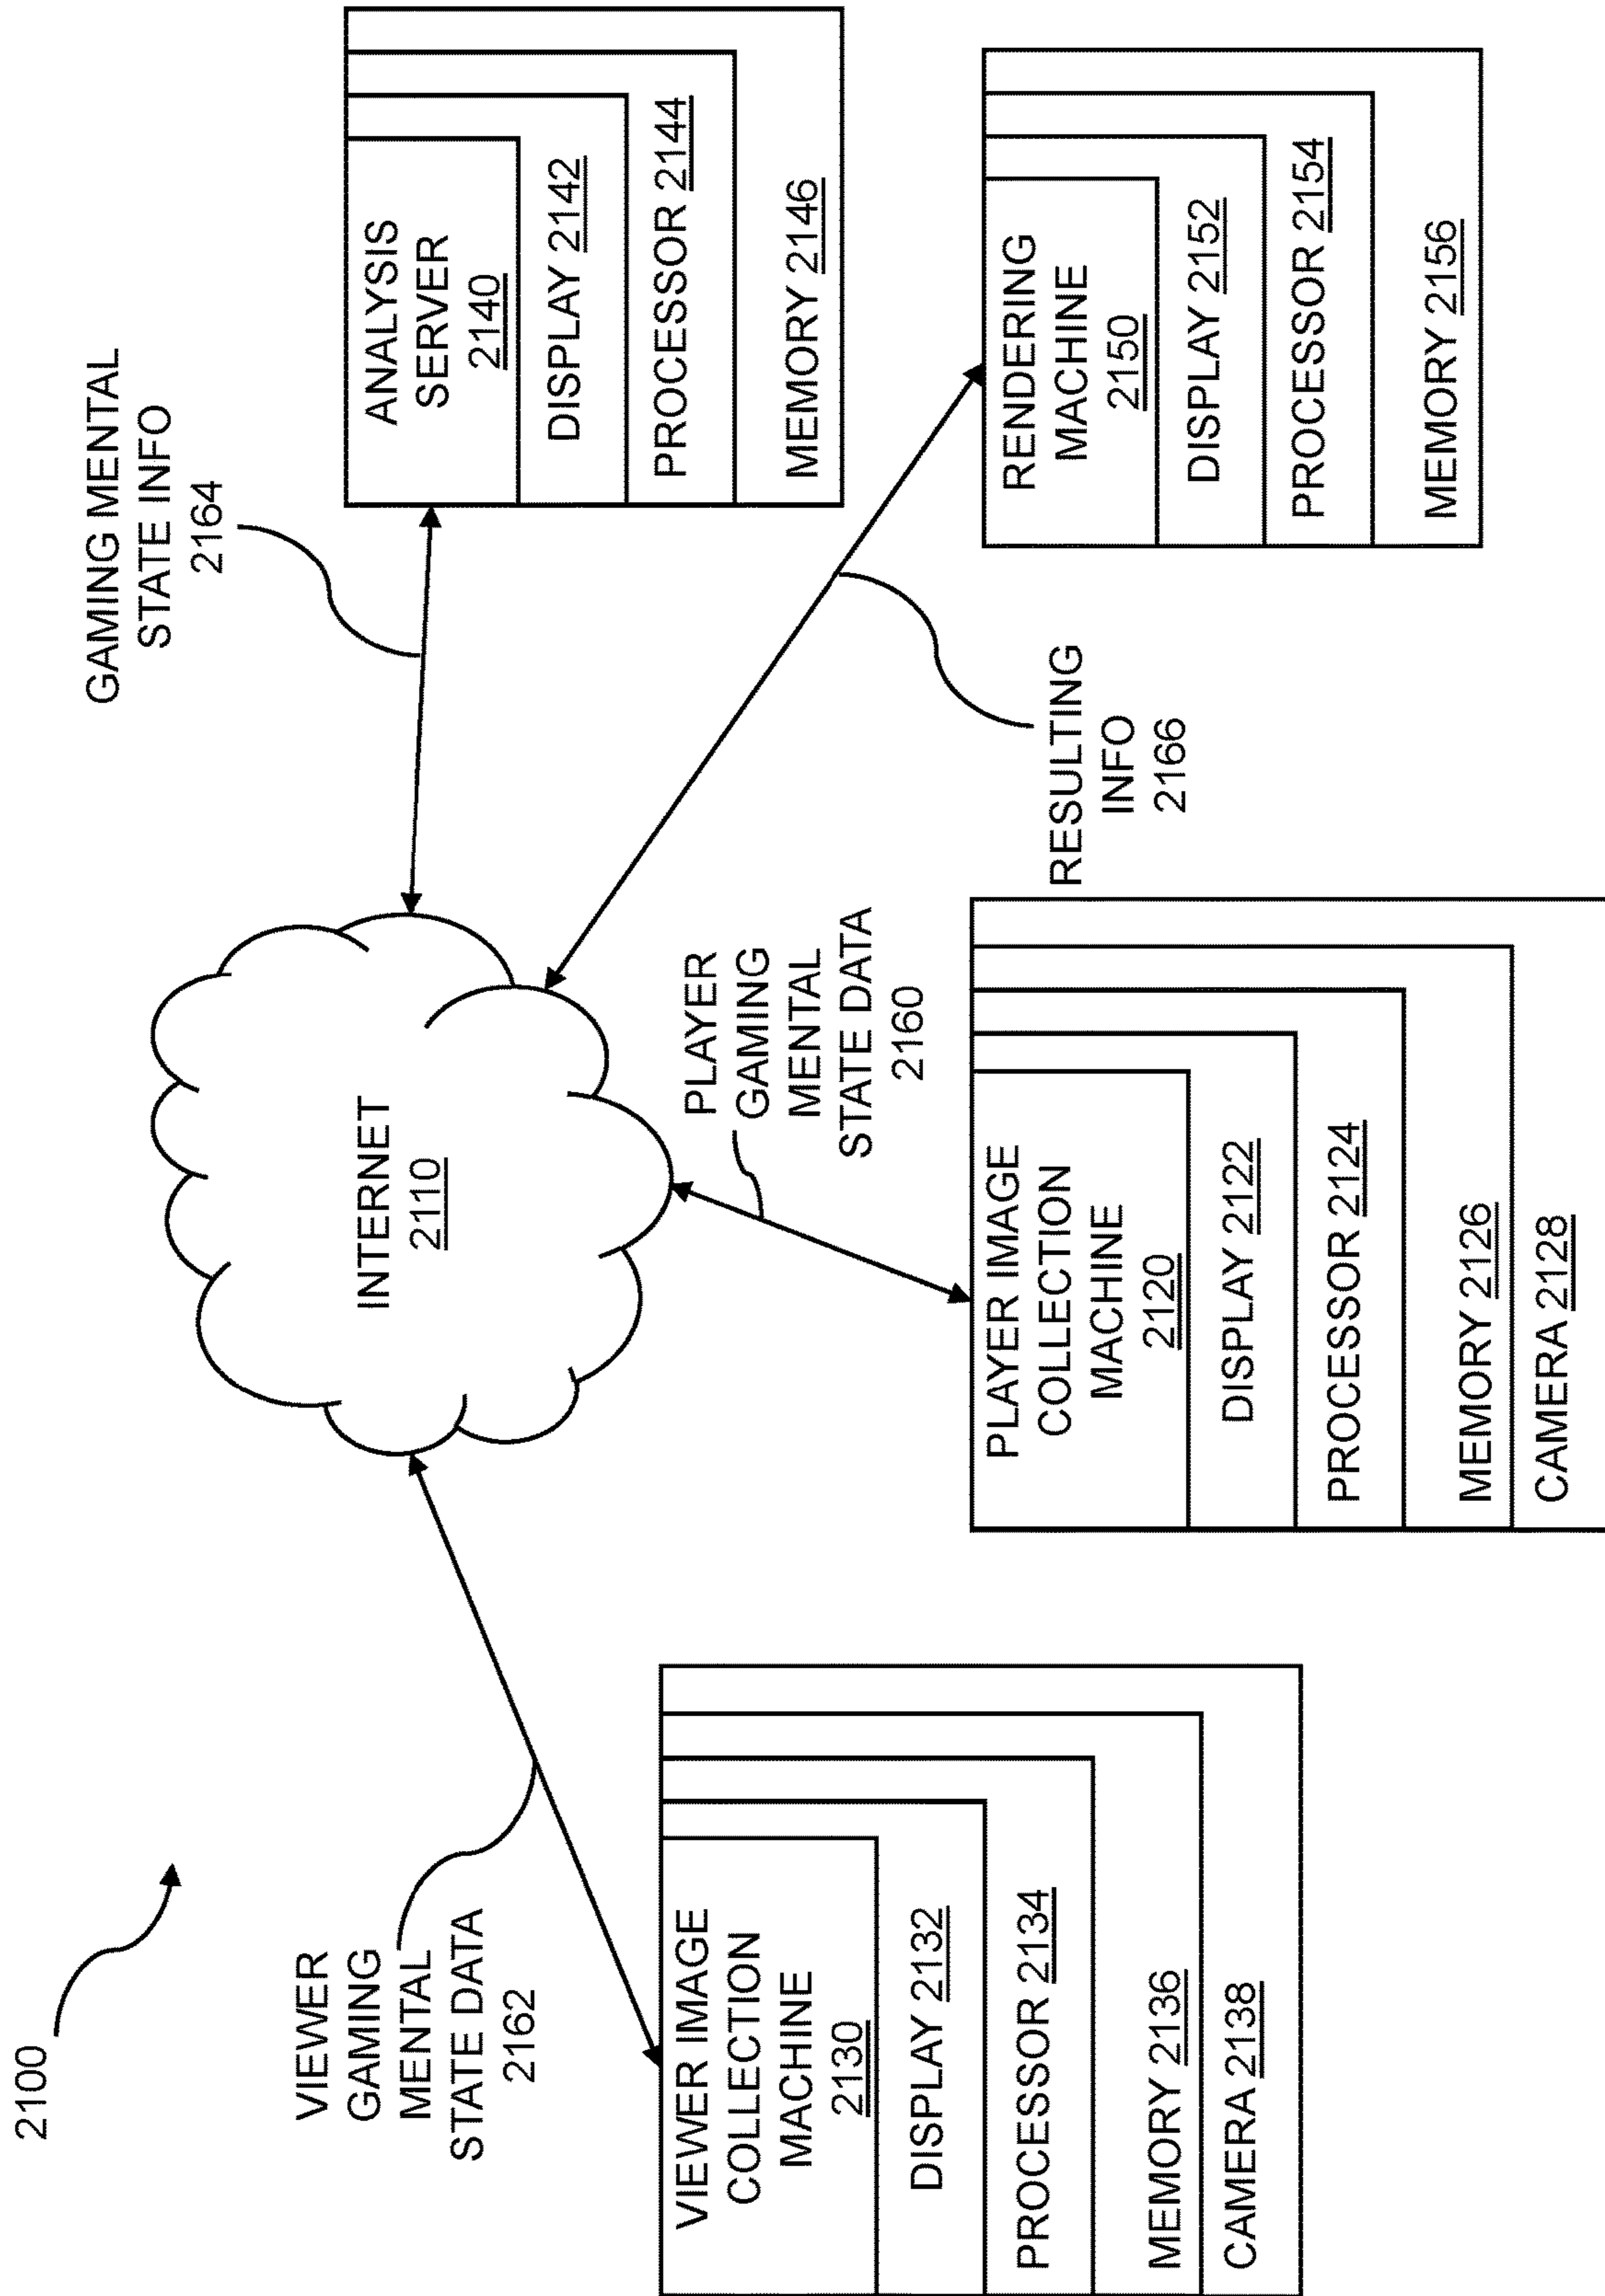 2100
VIEWER
GAMING
MENTAL
STATE DATA
2162
INTERNET
2110
GAMING MENTAL
STATE INFO
2164
ANALYSIS
SERVER
2140
DISPLAY 2142
PROCESSOR 2144
MEMORY 2146
PLAYER
GAMING
MENTAL
STATE DATA
2160
RESULTING
INFO
2166
VIEWER IMAGE
COLLECTION
MACHINE
2130
DISPLAY 2132
PROCESSOR 2134
MEMORY 2136
CAMERA 2138
PLAYER IMAGE
COLLECTION
MACHINE
2120
DISPLAY 2122
PROCESSOR 2124
MEMORY 2126
CAMERA 2128
RENDERING
MACHINE
2150
DISPLAY 2152
PROCESSOR 2154
MEMORY 2156